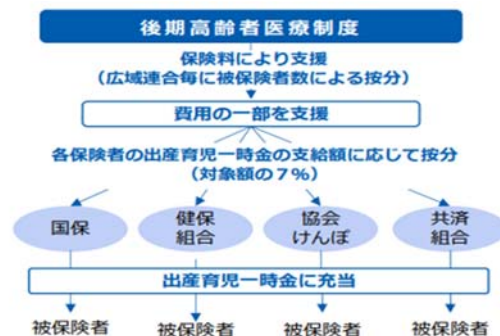 後期高齢者医療制度
保険料により支援
（広域連合毎に被保険者数による按分）
費用の一部を支援
各保険者の出産育児一時金の支給額に応じて按分
（対象額の７％）
国保
健保
組合
協会
けんぽ
共済
組合
出産育児一時金に充当
被保険者
被保険者
被保険者
被保険者